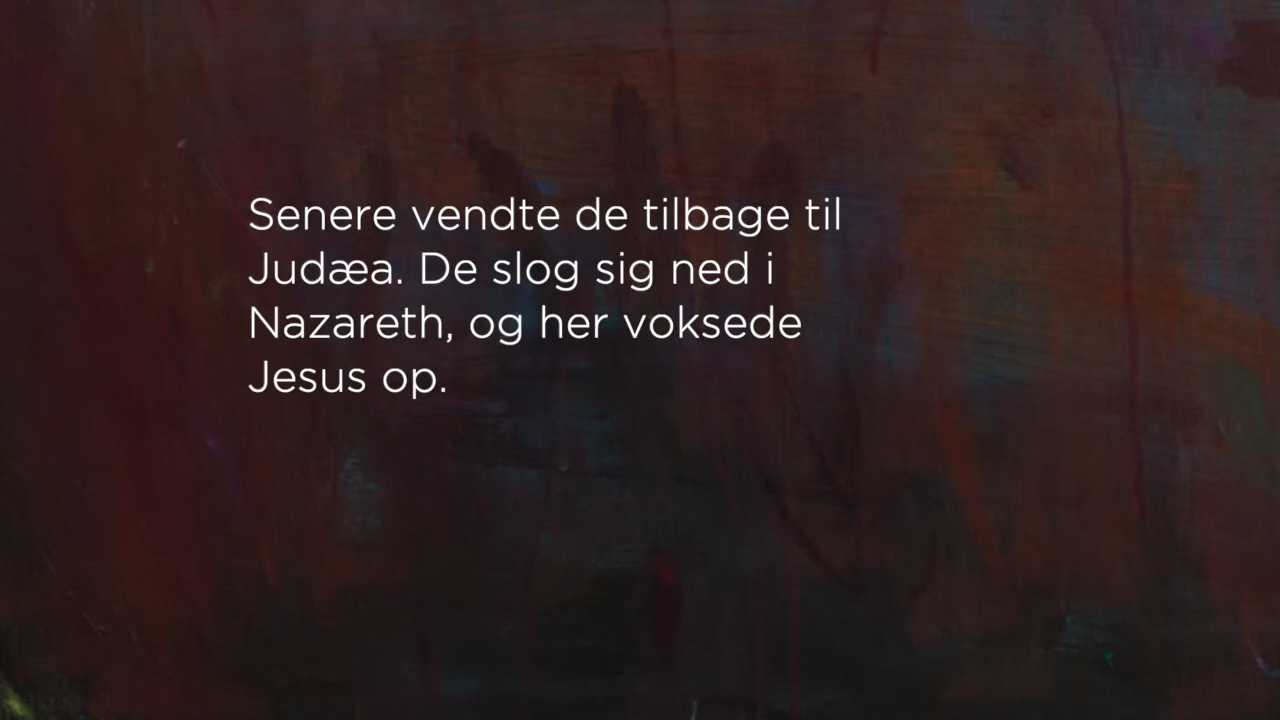 Senere vendte de tilbage til
Judæa. De slog sig ned i
Nazareth, og her voksede
Jesus op.